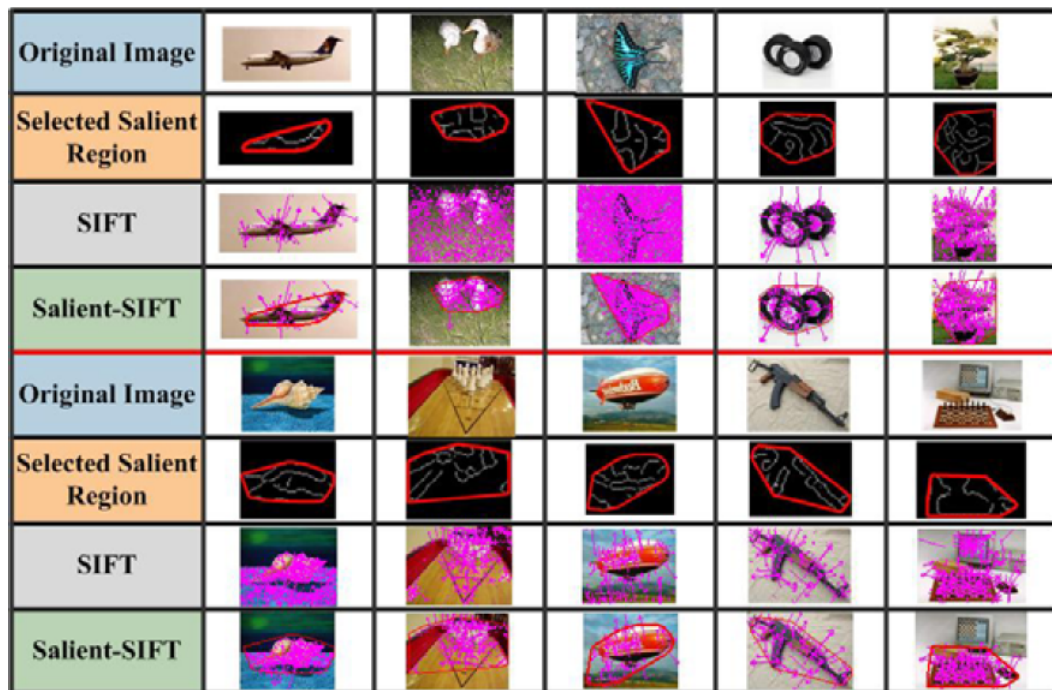 Original Image
Selected Salient
Region
SIFT
Salient-SIFT
Original Image
Selected Salient
Region
SIFT
Salient-SIFT